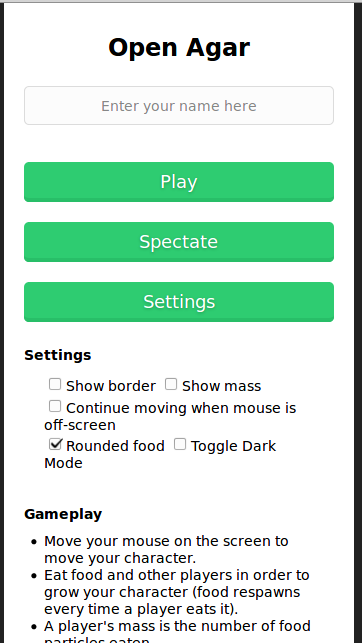 Open Agar
Enter your name here
Play
Spectate
Settings
Settings
Show border Show mass
Continue moving when mouse is
off-screen
Rounded food Toggle Dark
Mode
Gameplay
• Move your mouse on the screen to
move your character.
• Eat food and other players in order to
grow your character (food respawns
every time a player eats it).
• A player's mass is the number of food
particles eaten